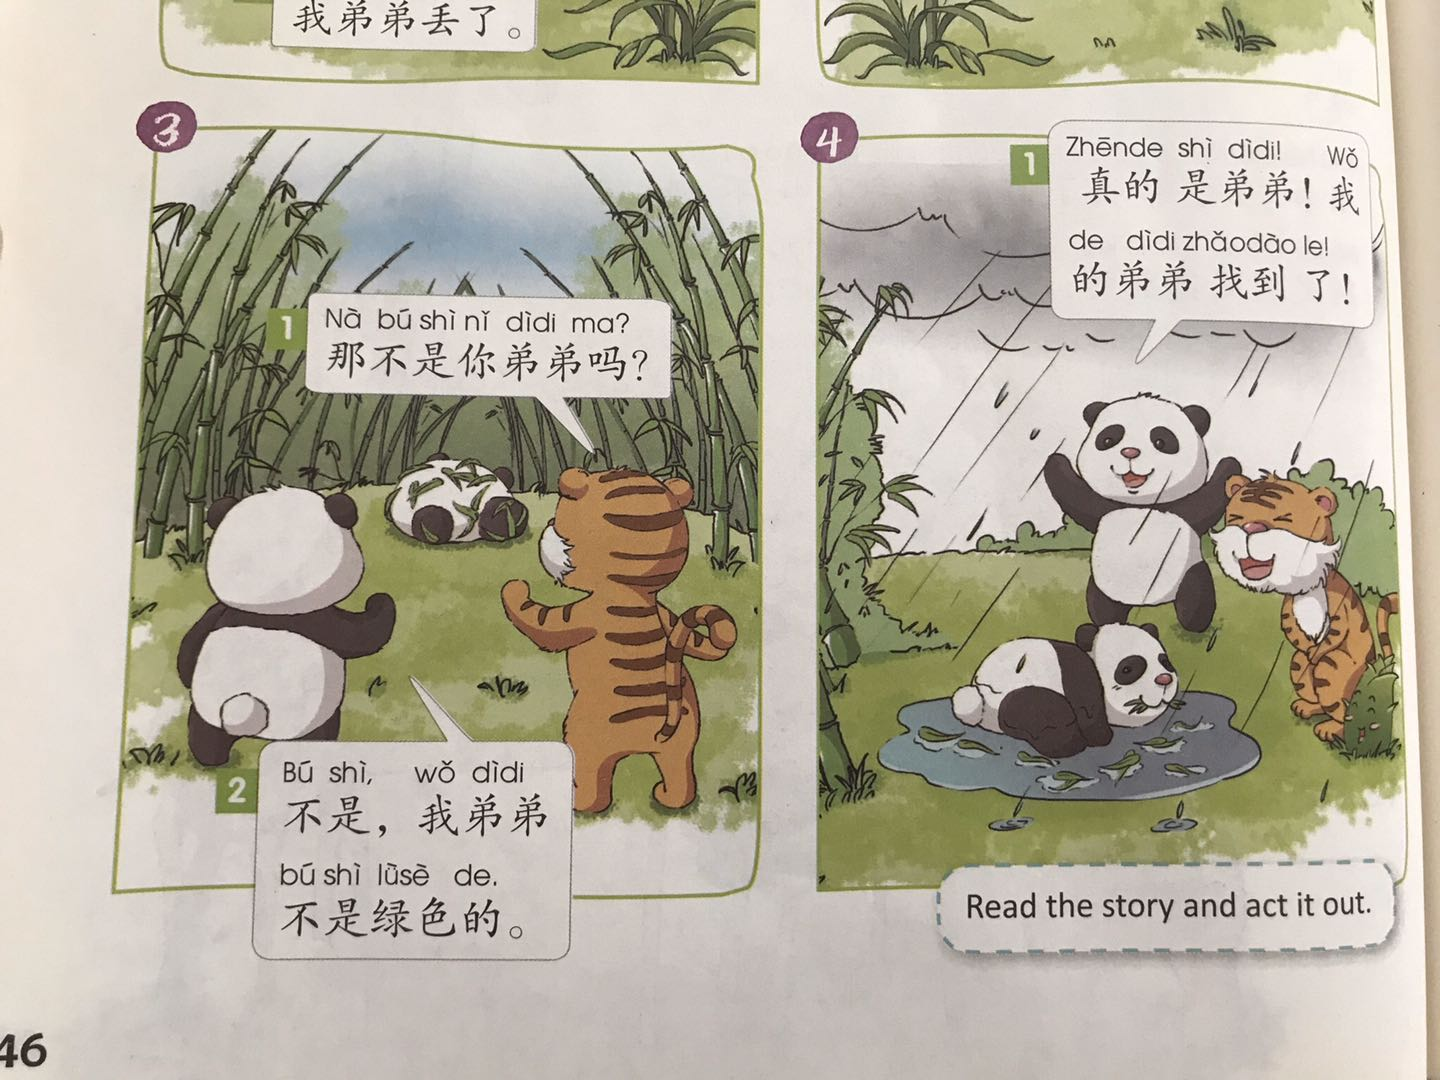 我弟弟丢了。
3
1
Nà bú shì nǐ dìdi ma?
那不是你弟弟吗?
2
Bú shì, wǒ dìdi
不是，我弟弟
bú shì lǜsè de.
不是绿色的。
4
1
Zhēnde shì dìdi! Wǒ
真的 是弟弟! 我
de dìdi zhǎodào le!
的弟弟 找到 了!
Read the story and act it out.
46